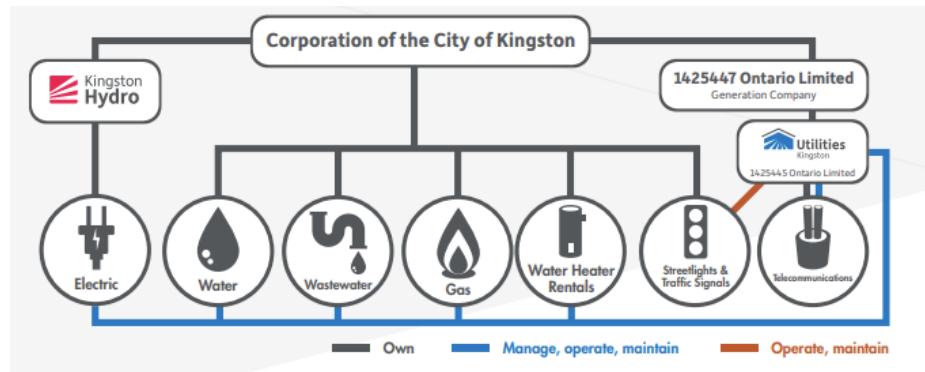 Corporation of the City of Kingston
Kingston
Hydro
1425447 Ontario Limited
Generation Company
Utilities
Kingston
1425445 Ontario Limited
Electric
Water
Wastewater
Gas
Water Heater
Rentals
Streetlights &
Traffic Signals
Telecommunications
Own
Manage, operate, maintain
Operate, maintain